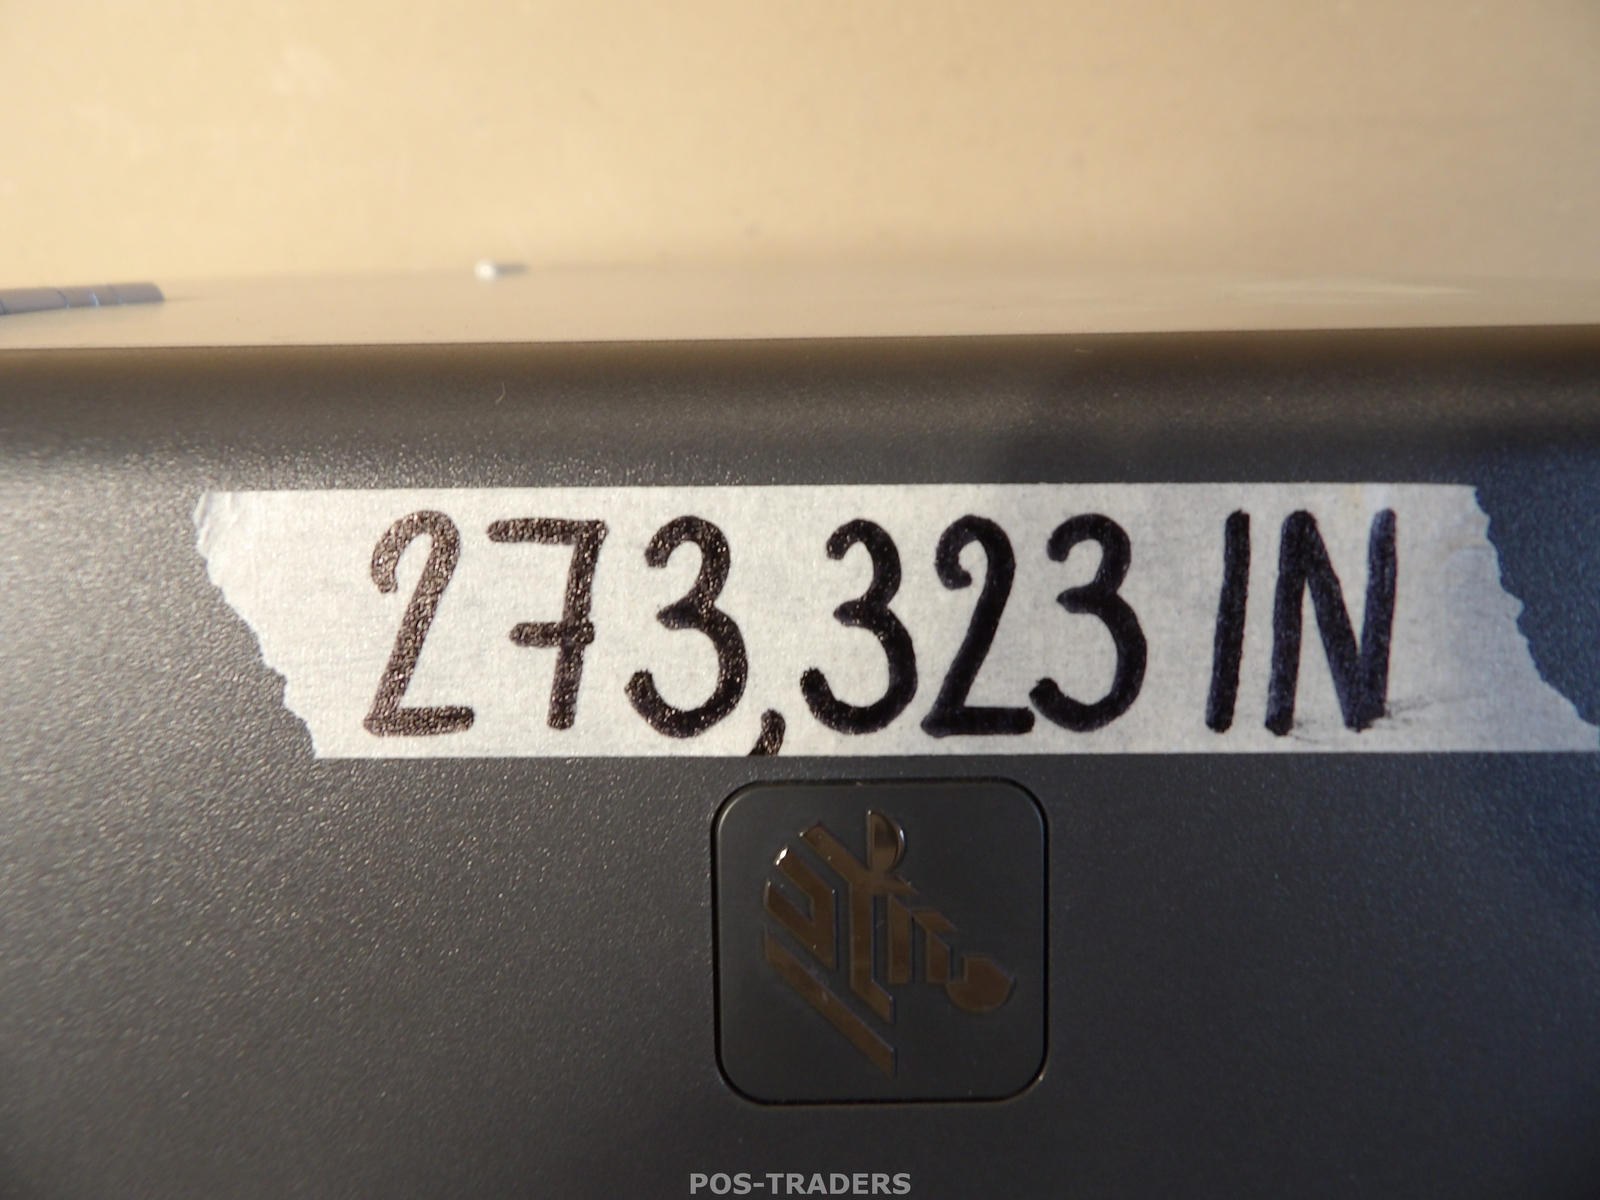 273,323 IN
POS-TRADERS